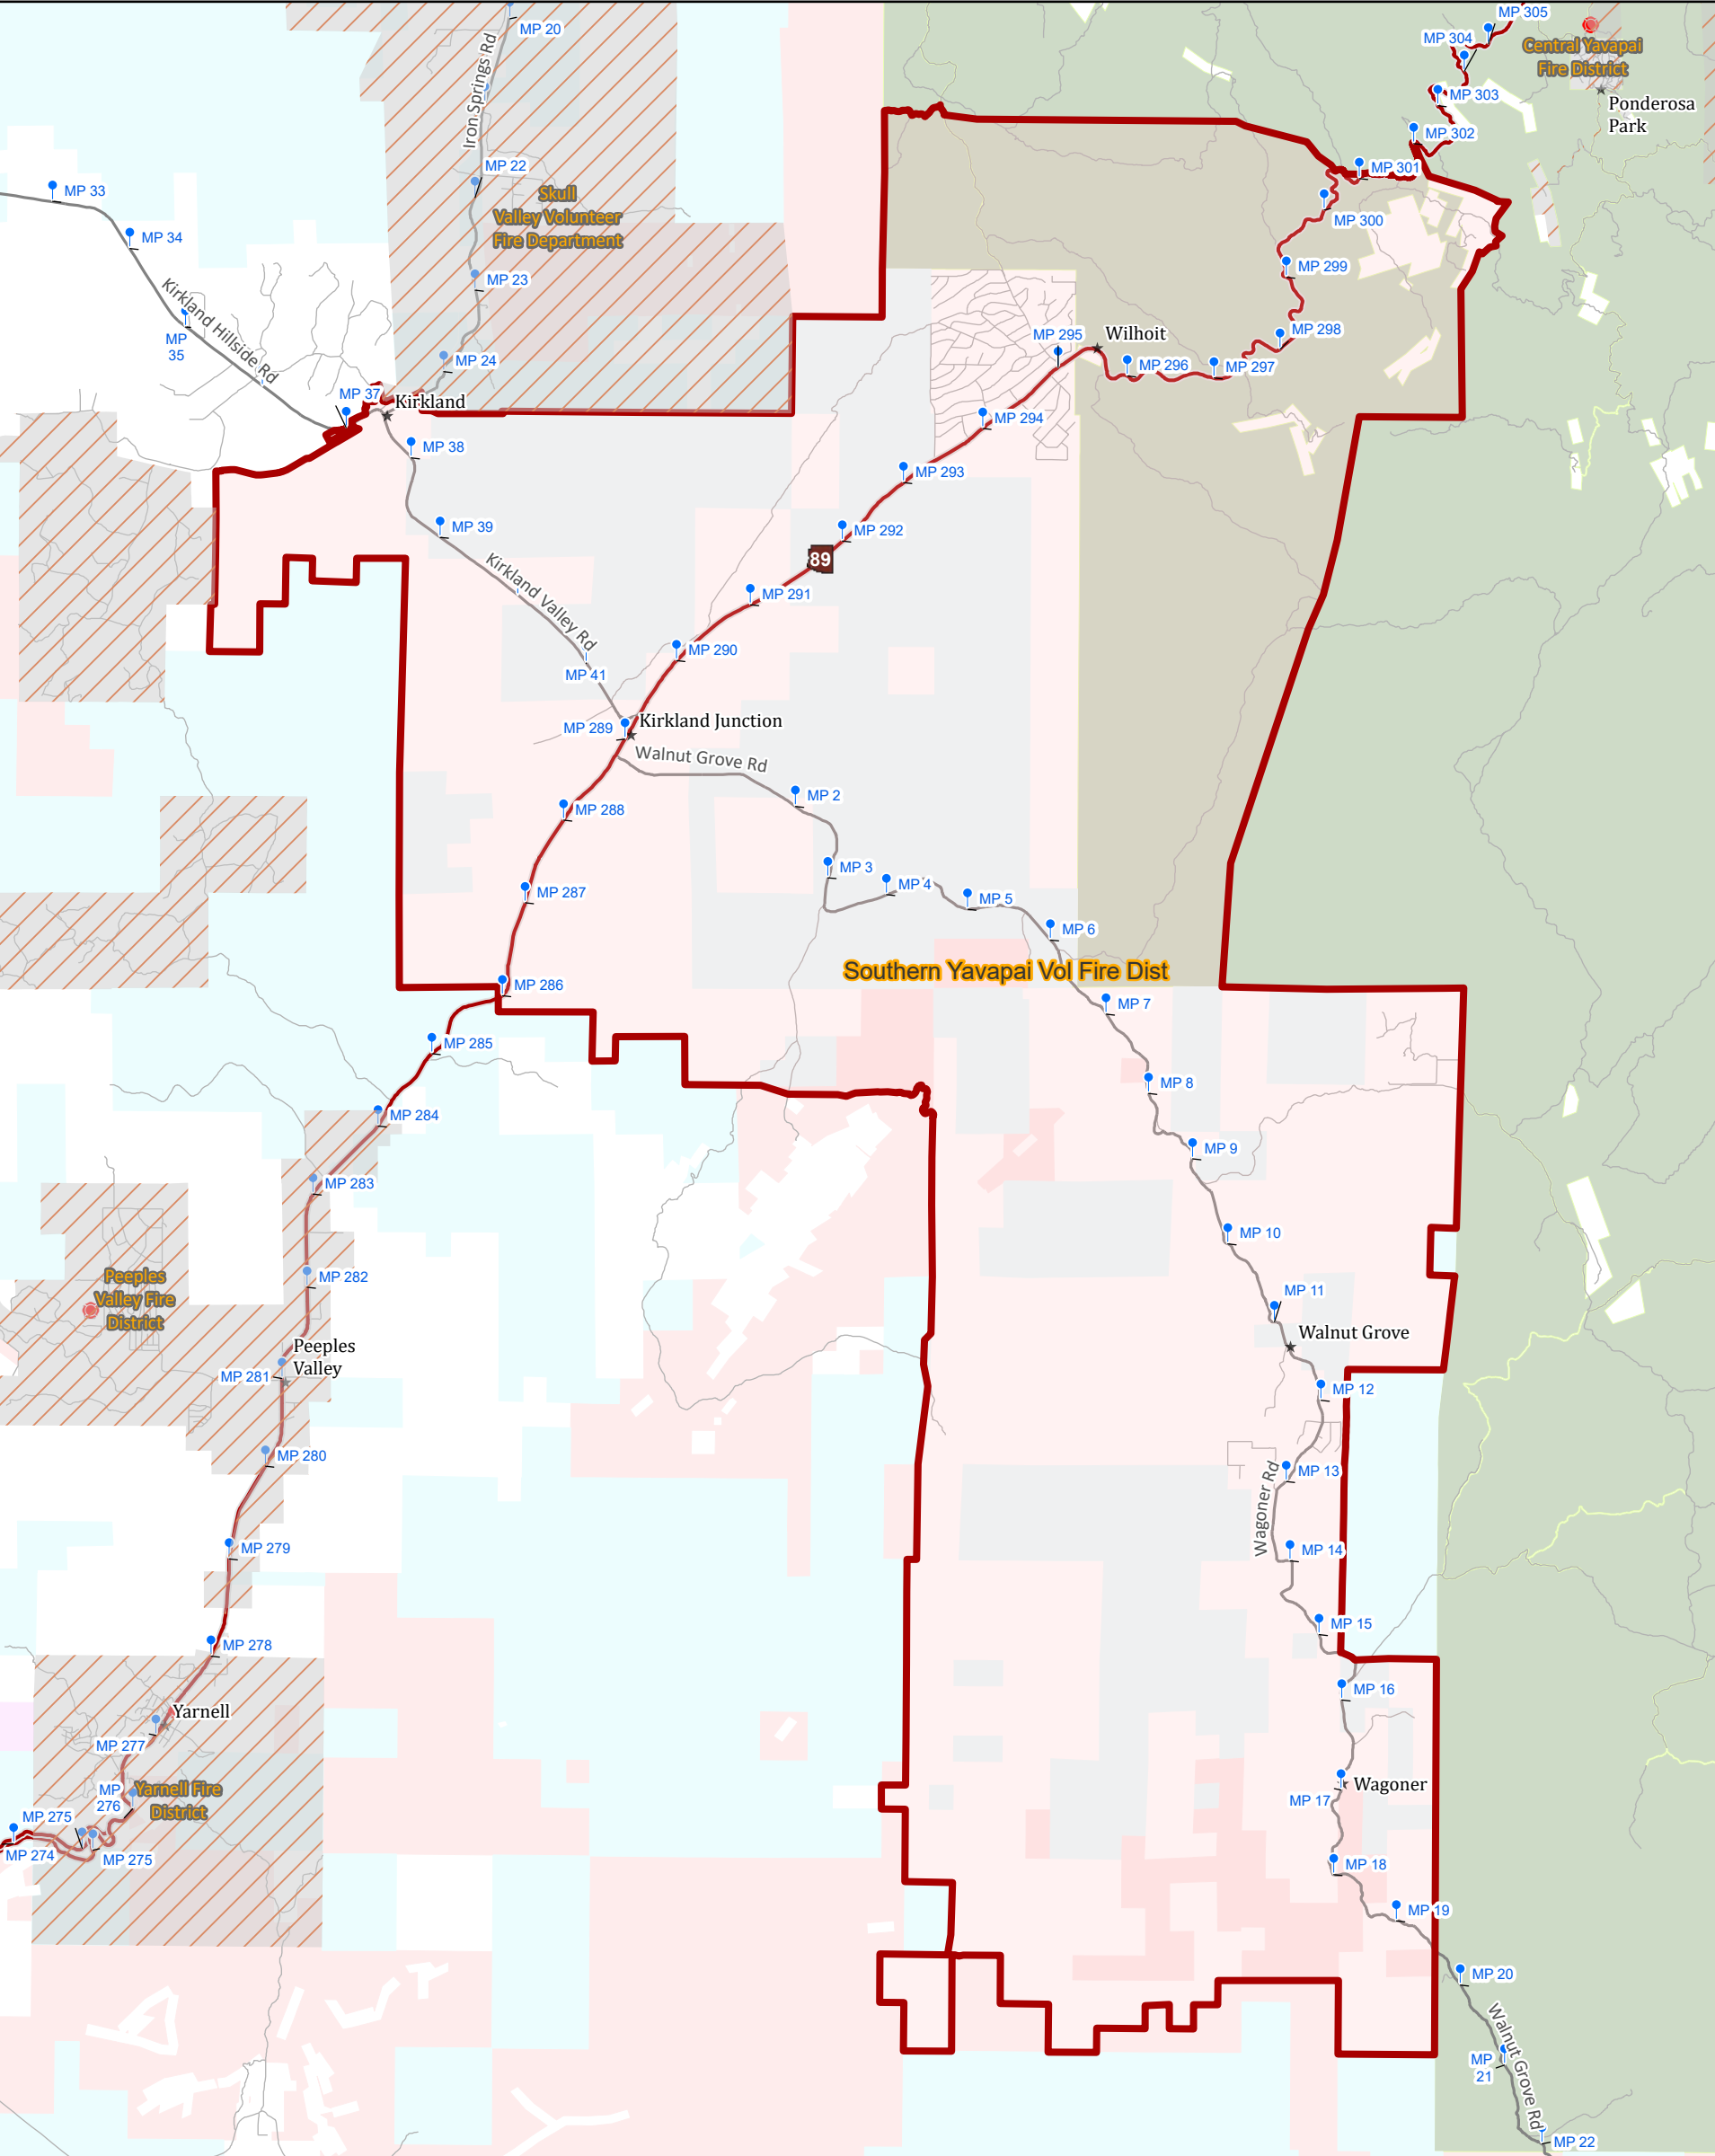 MP 305
MP 20
MP 304
Central Yavapai
Fire District
Iron Springs Rd
MP 303
Ponderosa
Park
MP 302
MP 22
MP 301
MP 33
Skull
Valley Volunteer
Fire Department
MP 300
MP 34
MP 299
MP 23
Kirkland Hillside Rd
MP 298
MP
35
MP 295
Wilhoit
MP 24
MP 296
MP 297
MP 37
Kirkland
MP 294
MP 38
MP 293
MP 39
MP 292
89
Kirkland Valley Rd
MP 291
MP 290
MP 41
Kirkland Junction
MP 289
Walnut Grove Rd
MP 2
MP 288
MP 3
MP 4
MP 287
MP 5
MP 6
Southern Yavapai Vol Fire Dist
MP 286
MP 7
MP 285
MP 8
MP 284
MP 9
MP 283
MP 10
MP 282
Peeples
Valley Fire
District
MP 11
Walnut Grove
Peeples
Valley
MP 281
MP 12
MP 280
MP 13
Wagoner Rd
MP 279
MP 14
MP 15
MP 278
MP 16
Yarnell
MP 277
Wagoner
Yarnell Fire
District
MP
276
MP 17
MP 275
MP 274
MP 275
MP 18
MP 19
MP 20
Walnut Grove Rd
MP
21
MP 22